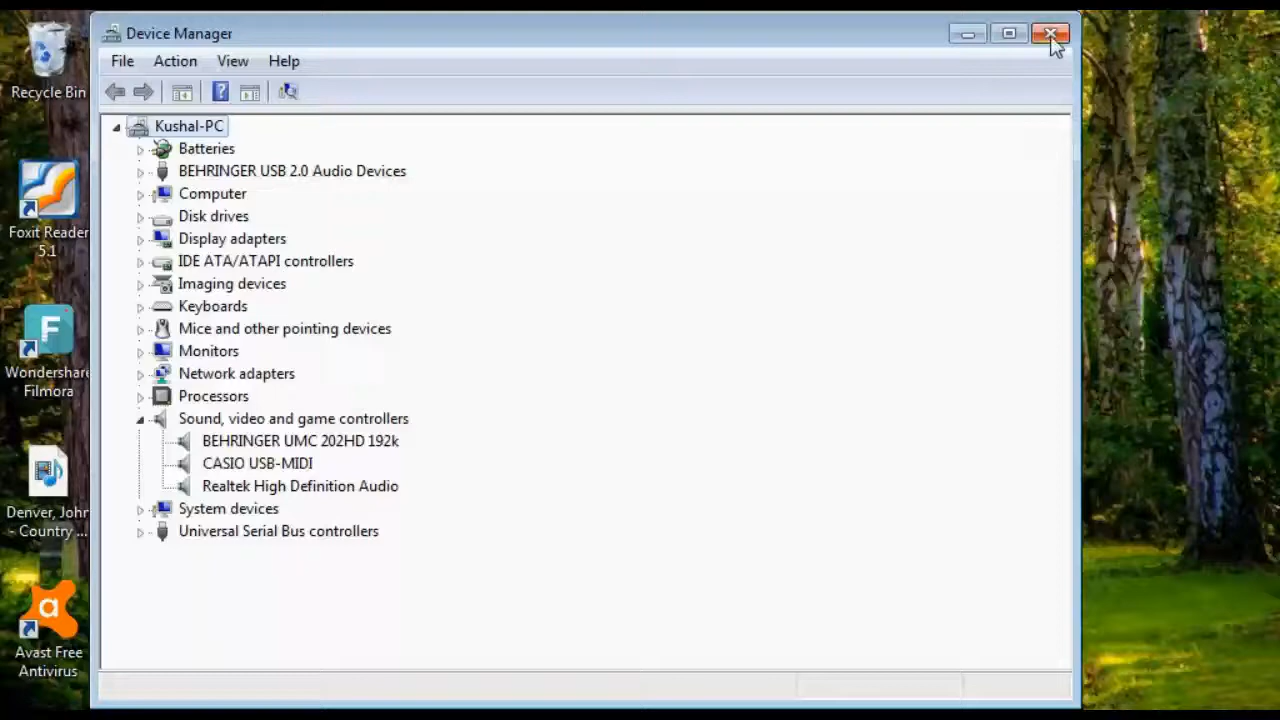 Device Manager
File Action View Help
Kushal-PC
Batteries
BEHRINGER USB 2.0 Audio Devices
Computer
Disk drives
Display adapters
IDE ATA/ATAPI controllers
Imaging devices
Keyboards
Mice and other pointing devices
Monitors
Network adapters
Processors
Sound, video and game controllers
BEHRINGER UMC 202HD 192k
CASIO USB-MIDI
Realtek High Definition Audio
System devices
Universal Serial Bus controllers
Recycle Bin
Foxit Reader
5.1
Wondershare
Filmora
Denver, John
- Country ...
Avast Free
Antivirus